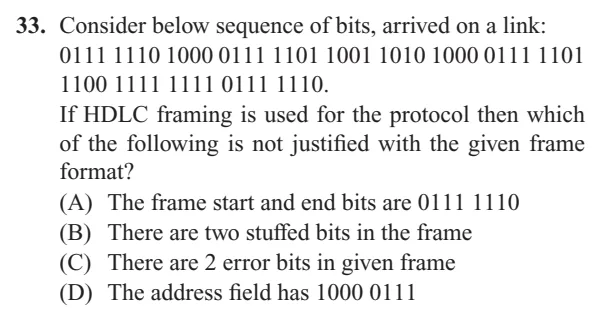 33. Consider below sequence of bits, arrived on a link:
0111 1110 1000 0111 1101 1001 1010 1000 0111 1101
1100 1111 1111 0111 1110.
If HDLC framing is used for the protocol then which
of the following is not justified with the given frame
format?
(A) The frame start and end bits are 0111 1110
(B) There are two stuffed bits in the frame
(C) There are 2 error bits in given frame
(D) The address field has 1000 0111